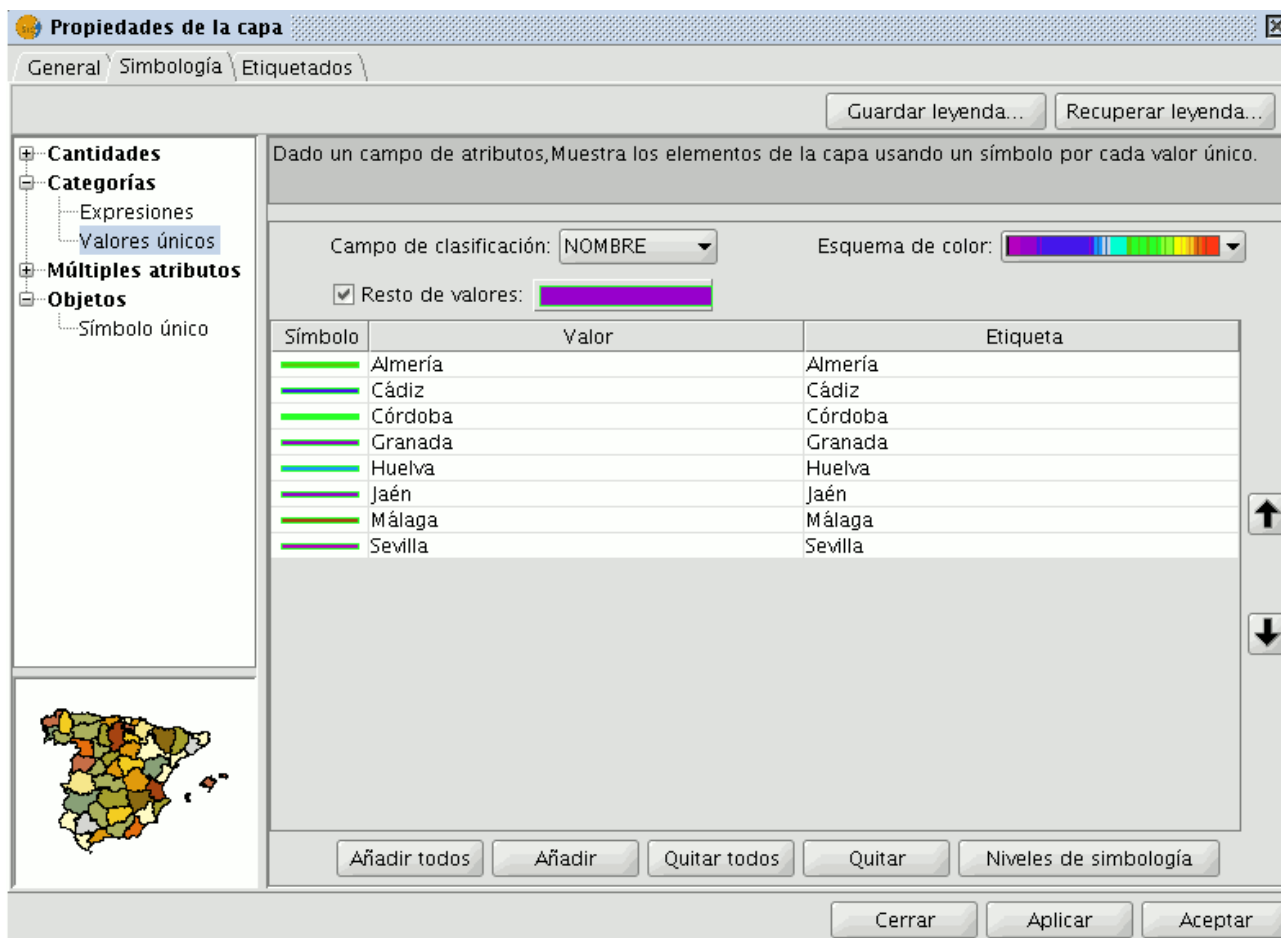 Propiedades de la capa
General Simbología Etiquetados
Guardar leyenda... Recuperar leyenda...
Cantidades
Categorías
Expresiones
Valores únicos
Múltiples atributos
Objetos
Símbolo único
Dado un campo de atributos,Muestra los elementos de la capa usando un símbolo por cada valor único.
Campo de clasificación: NOMBRE Esquema de color:
Resto de valores:
Símbolo Valor Etiqueta
Almería Almería
Cádiz Cádiz
Córdoba Córdoba
Granada Granada
Huelva Huelva
Jaén Jaén
Málaga Málaga
Sevilla Sevilla
Añadir todos Añadir Quitar todos Quitar Niveles de simbología
Cerrar Aplicar Aceptar